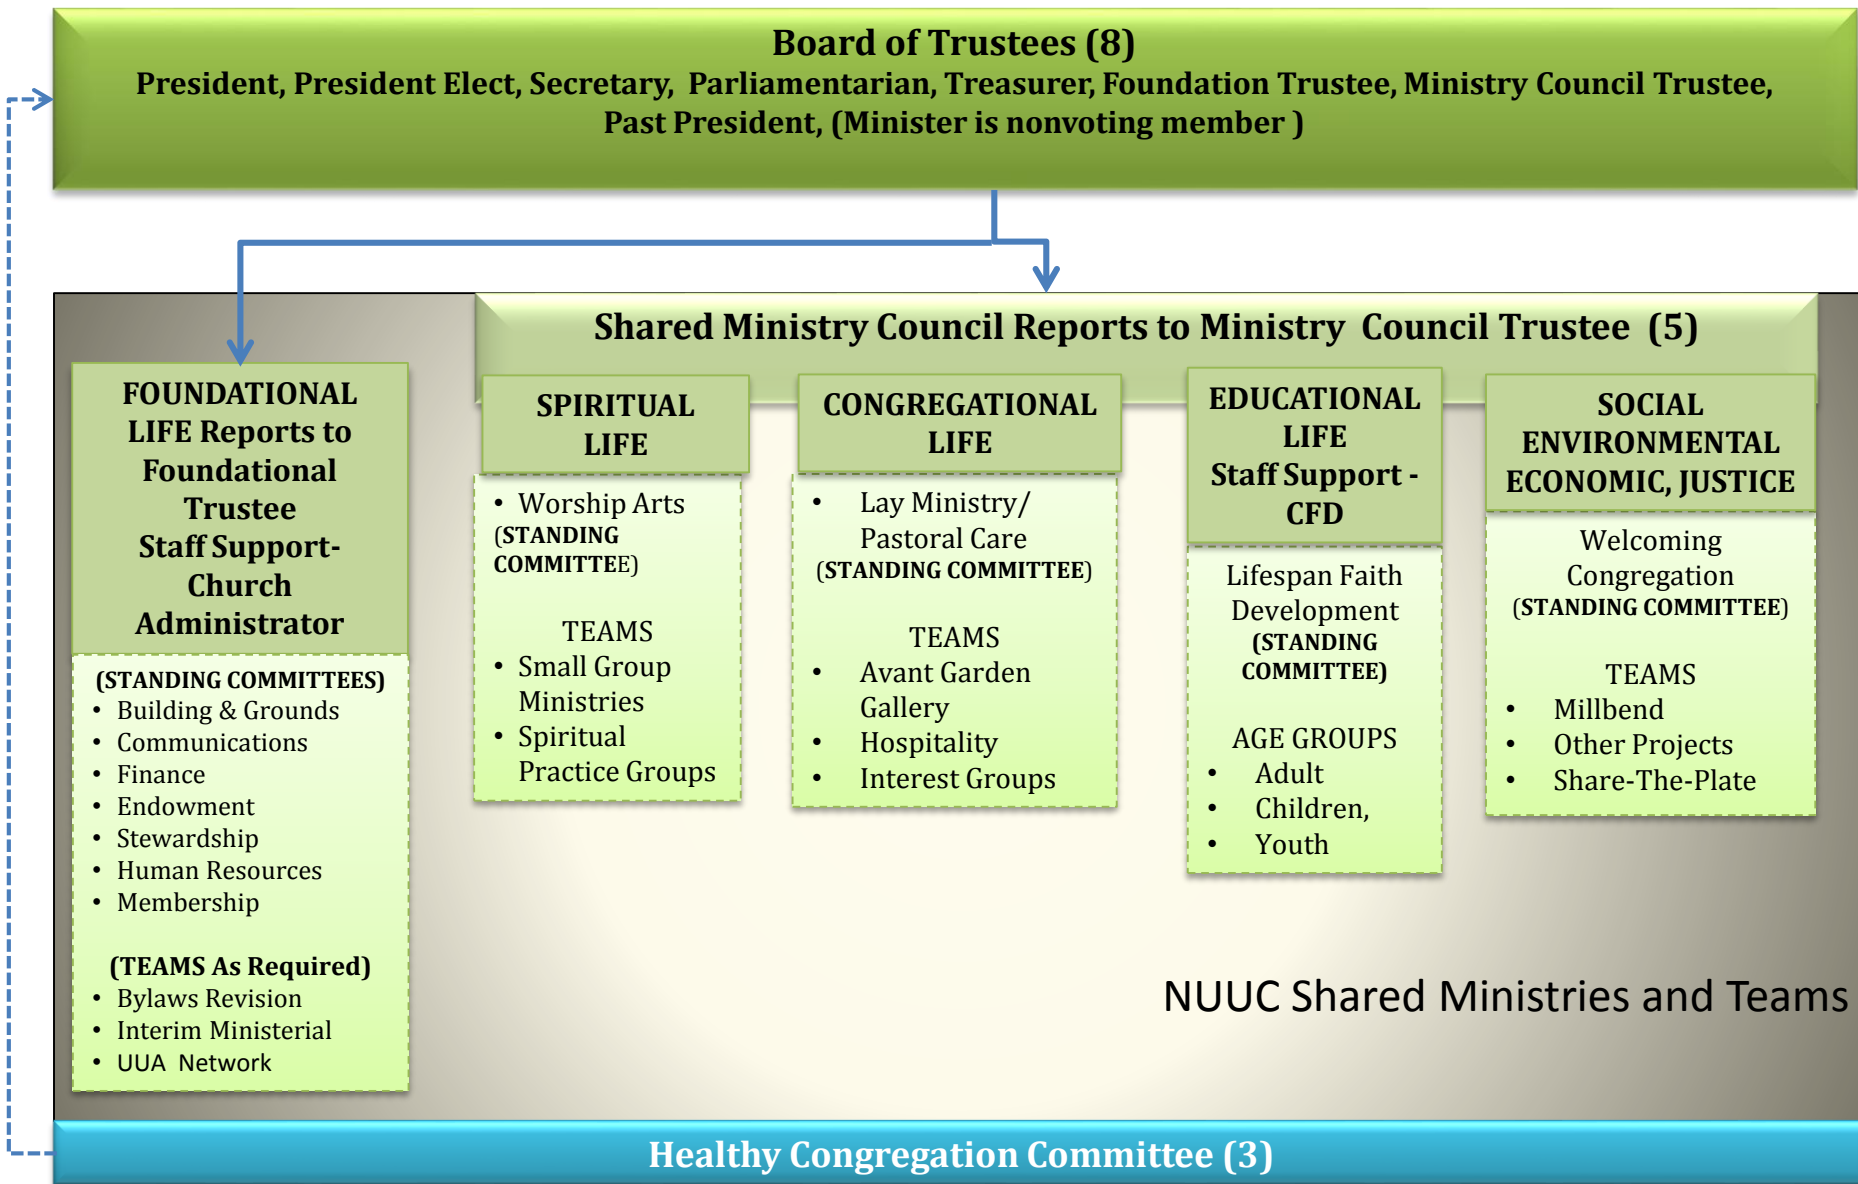 Board of Trustees (8)
President, President Elect, Secretary, Parliamentarian, Treasurer, Foundation Trustee, Ministry Council Trustee,
Past President, (Minister is nonvoting member )
Shared Ministry Council Reports to Ministry Council Trustee (5)
FOUNDATIONAL
LIFE Reports to
Foundational
Trustee
Staff Support-
Church
Administrator
(STANDING COMMITTEES)
• Building & Grounds
• Communications
• Finance
• Endowment
• Stewardship
• Human Resources
• Membership
(TEAMS As Required)
• Bylaws Revision
• Interim Ministerial
• UUA Network
SPIRITUAL
LIFE
• Worship Arts
(STANDING
COMMITTEE)
TEAMS
• Small Group
Ministries
• Spiritual
Practice Groups
CONGREGATIONAL
LIFE
• Lay Ministry/
Pastoral Care
(STANDING COMMITTEE)
TEAMS
• Avant Garden
Gallery
• Hospitality
• Interest Groups
EDUCATIONAL
LIFE
Staff Support -
CFD
Lifespan Faith
Development
(STANDING
COMMITTEE)
AGE GROUPS
• Adult
• Children,
• Youth
SOCIAL
ENVIRONMENTAL
ECONOMIC, JUSTICE
Welcoming
Congregation
(STANDING COMMITTEE)
TEAMS
• Millbend
• Other Projects
• Share-The-Plate
NUUC Shared Ministries and Teams
Healthy Congregation Committee (3)